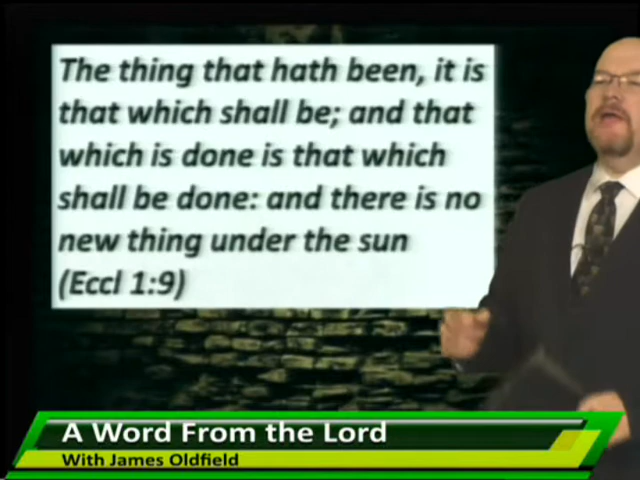 The thing that hath been, it is
that which shall be; and that
which is done is that which
shall be done: and there is no
new thing under the sun
(Eccl 1:9)
A Word From the Lord
With James Oldfield